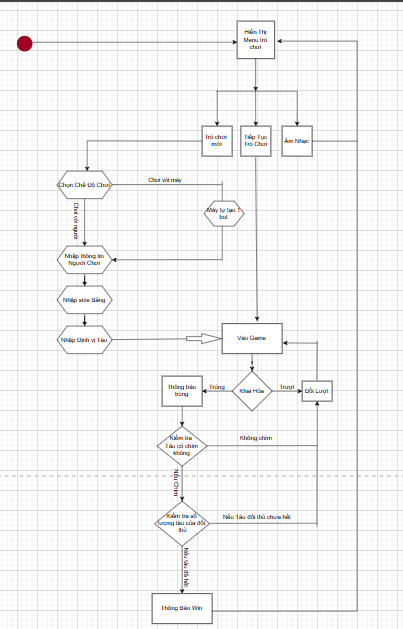 Hiển Thị
Menu trò
chơi
Trò chơi
mới
Tiếp Tục
Trò Chơi
Âm Nhạc
Chọn Chế Độ Chơi
Chơi với máy
Máy tự tạo 1
bot
Chơi với người
Nhập thông tin
Người Chơi
Nhập size Bảng
Nhập Định vị Tàu
Vào Game
Khai Hỏa
Trúng
Trượt
Đổi Lượt
Thông báo
trúng
Kiểm tra
Tàu có chìm
không
Không chìm
Nếu Chìm
Kiểm tra số
lượng tàu của đối
thủ
Nếu Tàu đối thủ chưa hết
Nếu tàu đã hết
Thông Báo Win